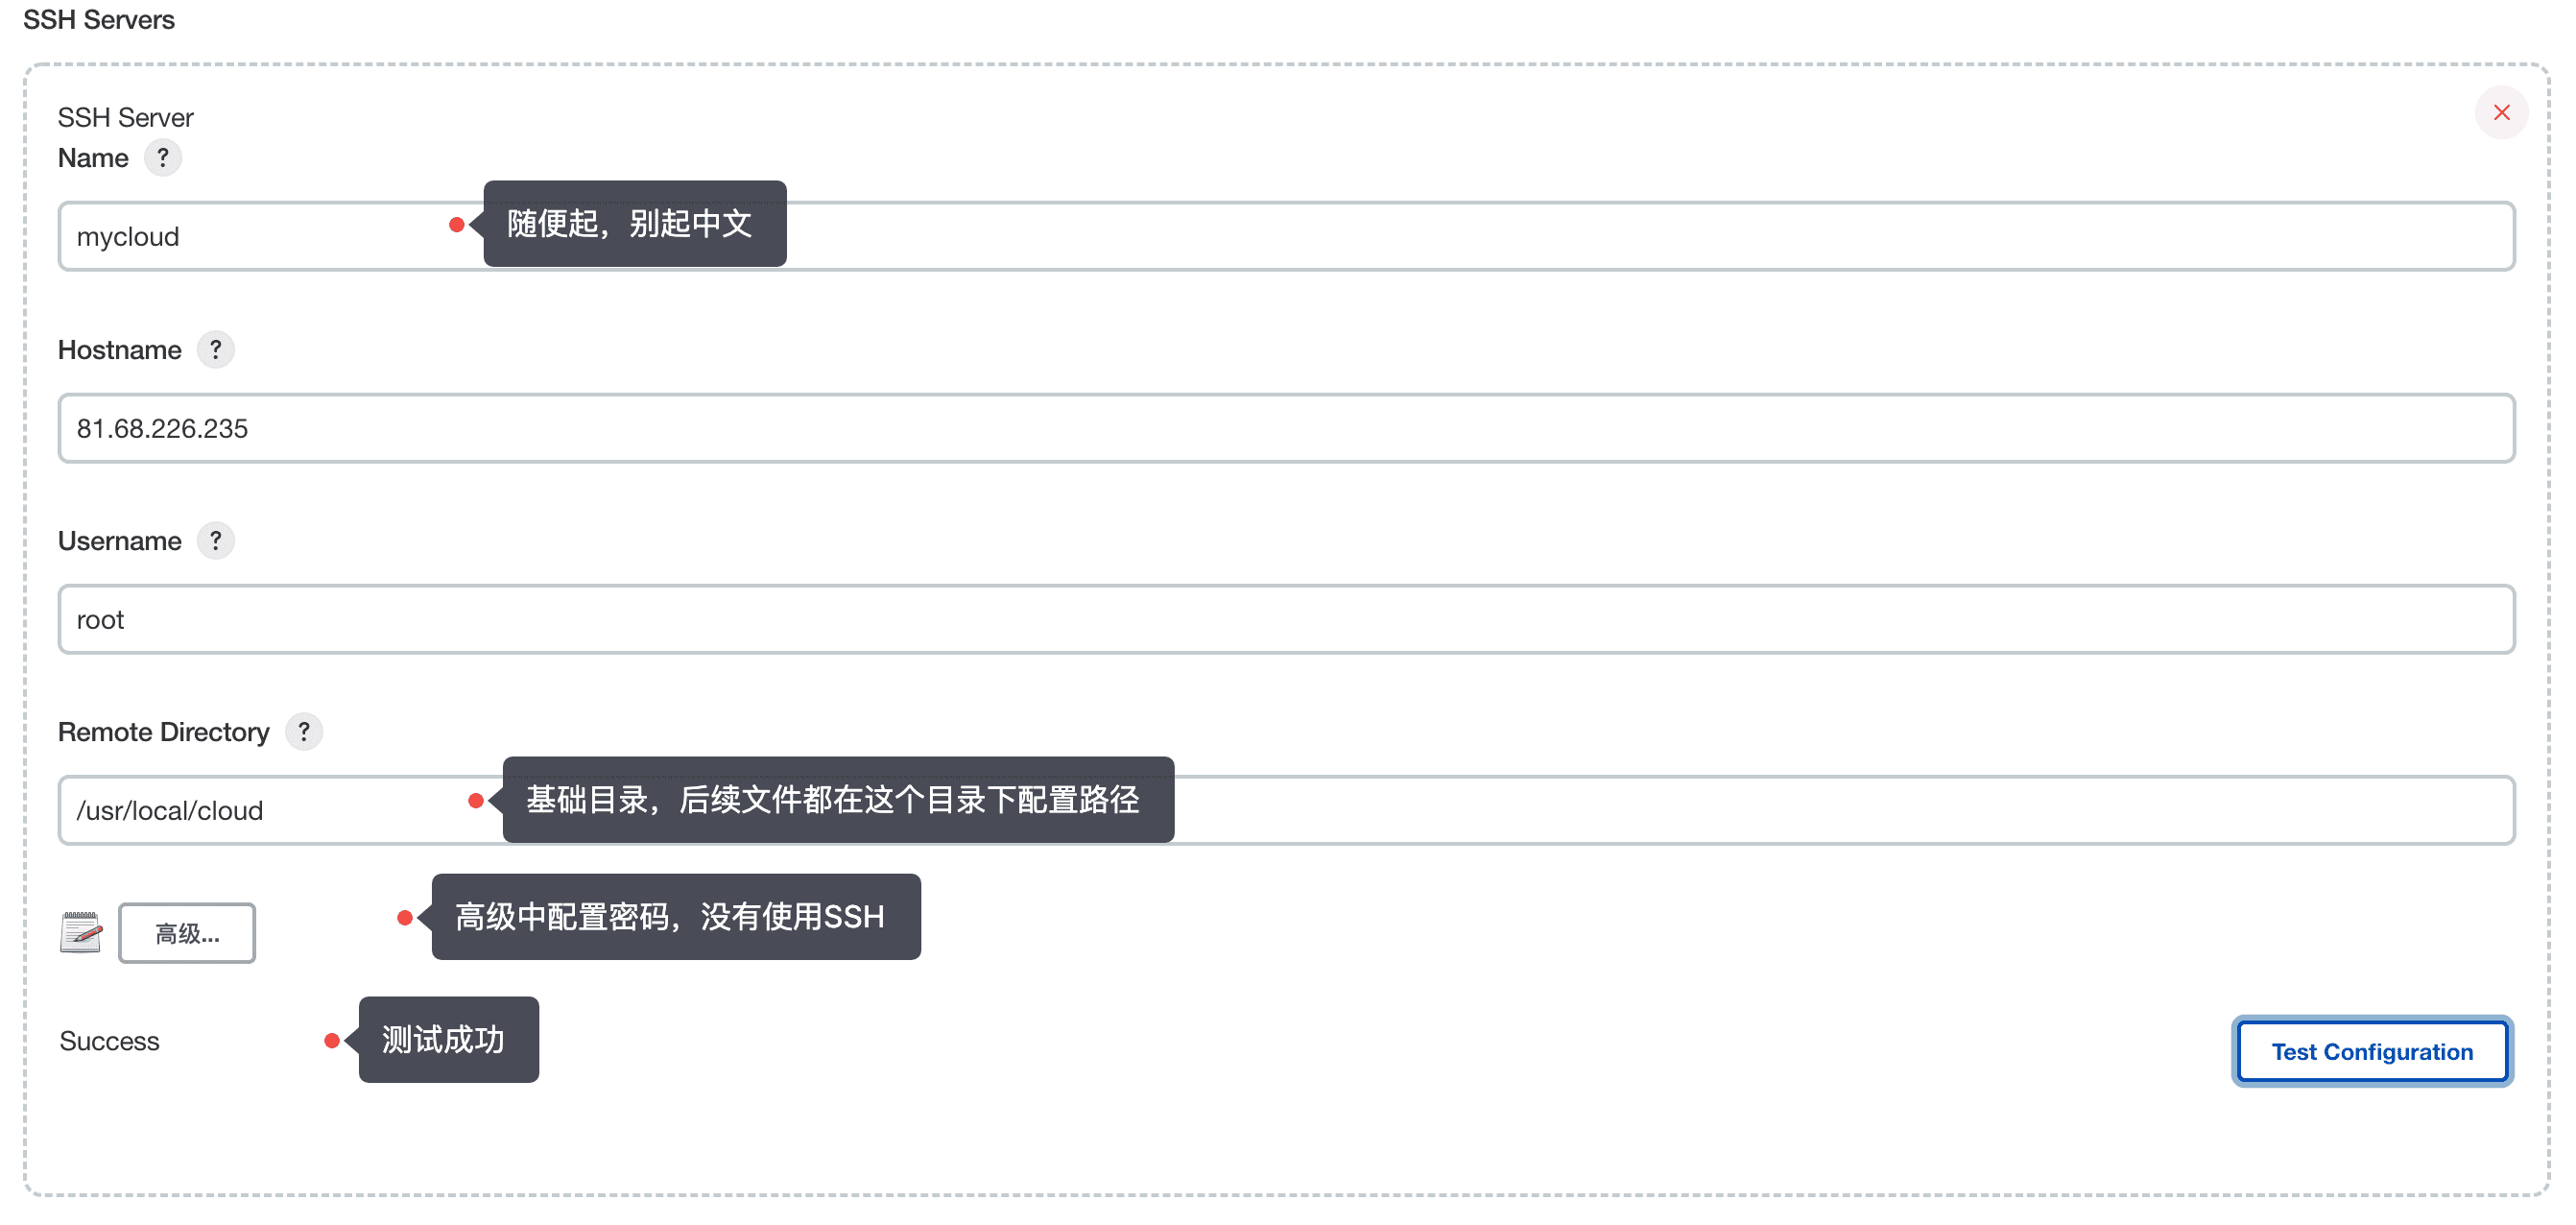 SSH Servers
SSH Server
Name ?
mycloud
随便起，别起中文
Hostname ?
81.68.226.235
Username ?
root
Remote Directory ?
/usr/local/cloud
基础目录，后续文件都在这个目录下配置路径
高级...
高级中配置密码，没有使用SSH
Success
测试成功
Test Configuration